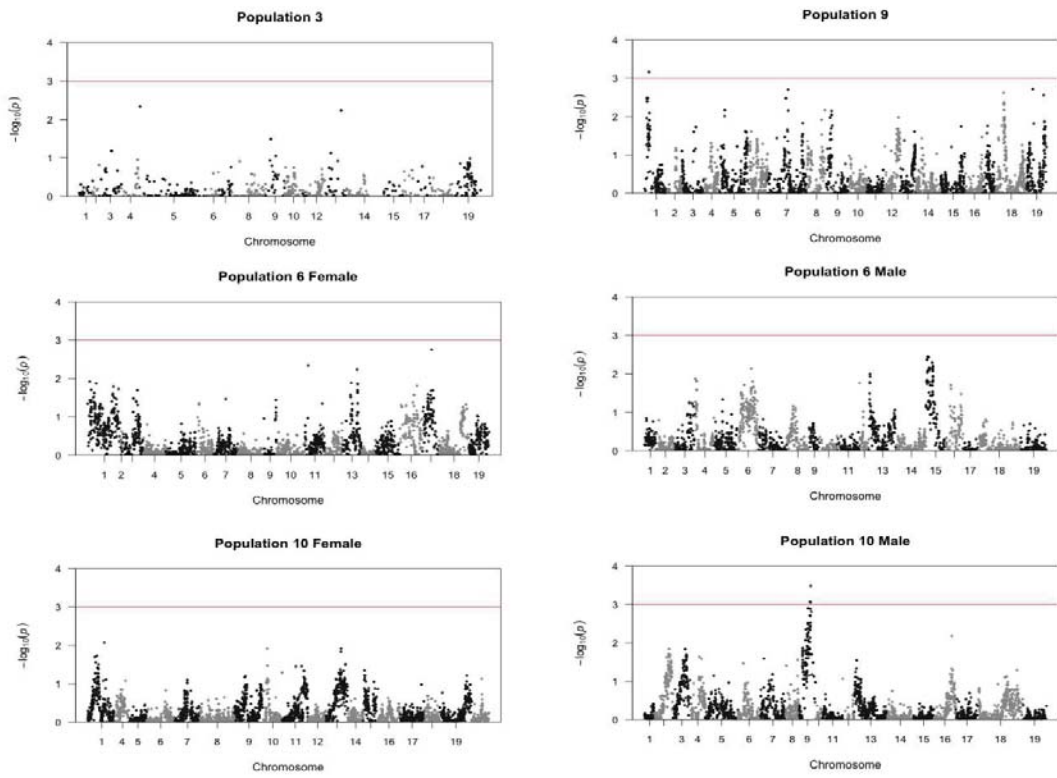 Population 3
4
3
2
1
0
−log₁₀(p)
1 3 4 5 6 7 8 9 10 12 14 15 17 19
Chromosome
Population 9
4
3
2
1
0
−log₁₀(p)
1 2 3 4 5 6 7 8 9 10 12 14 15 16 18 19
Chromosome
Population 6 Female
4
3
2
1
0
−log₁₀(p)
1 2 3 4 5 6 7 8 9 10 11 13 15 16 18 19
Chromosome
Population 6 Male
4
3
2
1
0
−log₁₀(p)
1 2 3 4 5 6 7 8 9 11 13 14 15 16 17 18 19
Chromosome
Population 10 Female
4
3
2
1
0
−log₁₀(p)
1 4 5 6 7 8 9 10 11 12 13 15 17 19
Chromosome
Population 10 Male
4
3
2
1
0
−log₁₀(p)
1 2 3 4 5 6 7 8 9 11 13 14 16 17 18 19
Chromosome